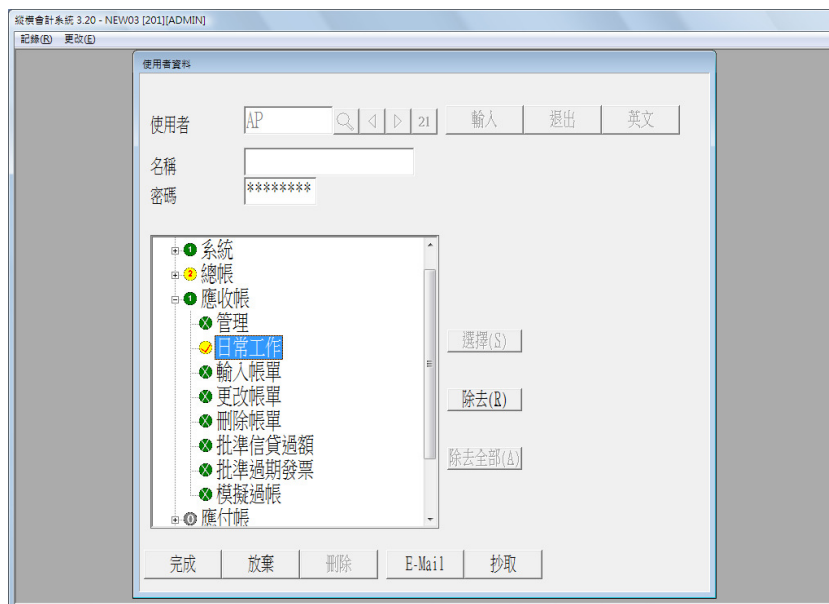 縱橫會計系統 3.20 - NEW03 [201][ADMIN]
記錄(R) 更改(E)
使用者資料
使用者 AP 21 輸入 退出 英文
名稱
密碼 ********
1 系統
2 總帳
1 應收帳
管理
日常工作
輸入帳單
更改帳單
刪除帳單
批準信貸過額
批準過期發票
模擬過帳
0 應付帳
選擇(S)
除去(R)
除去全部(A)
完成 放棄 刪除 E-Mail 抄取